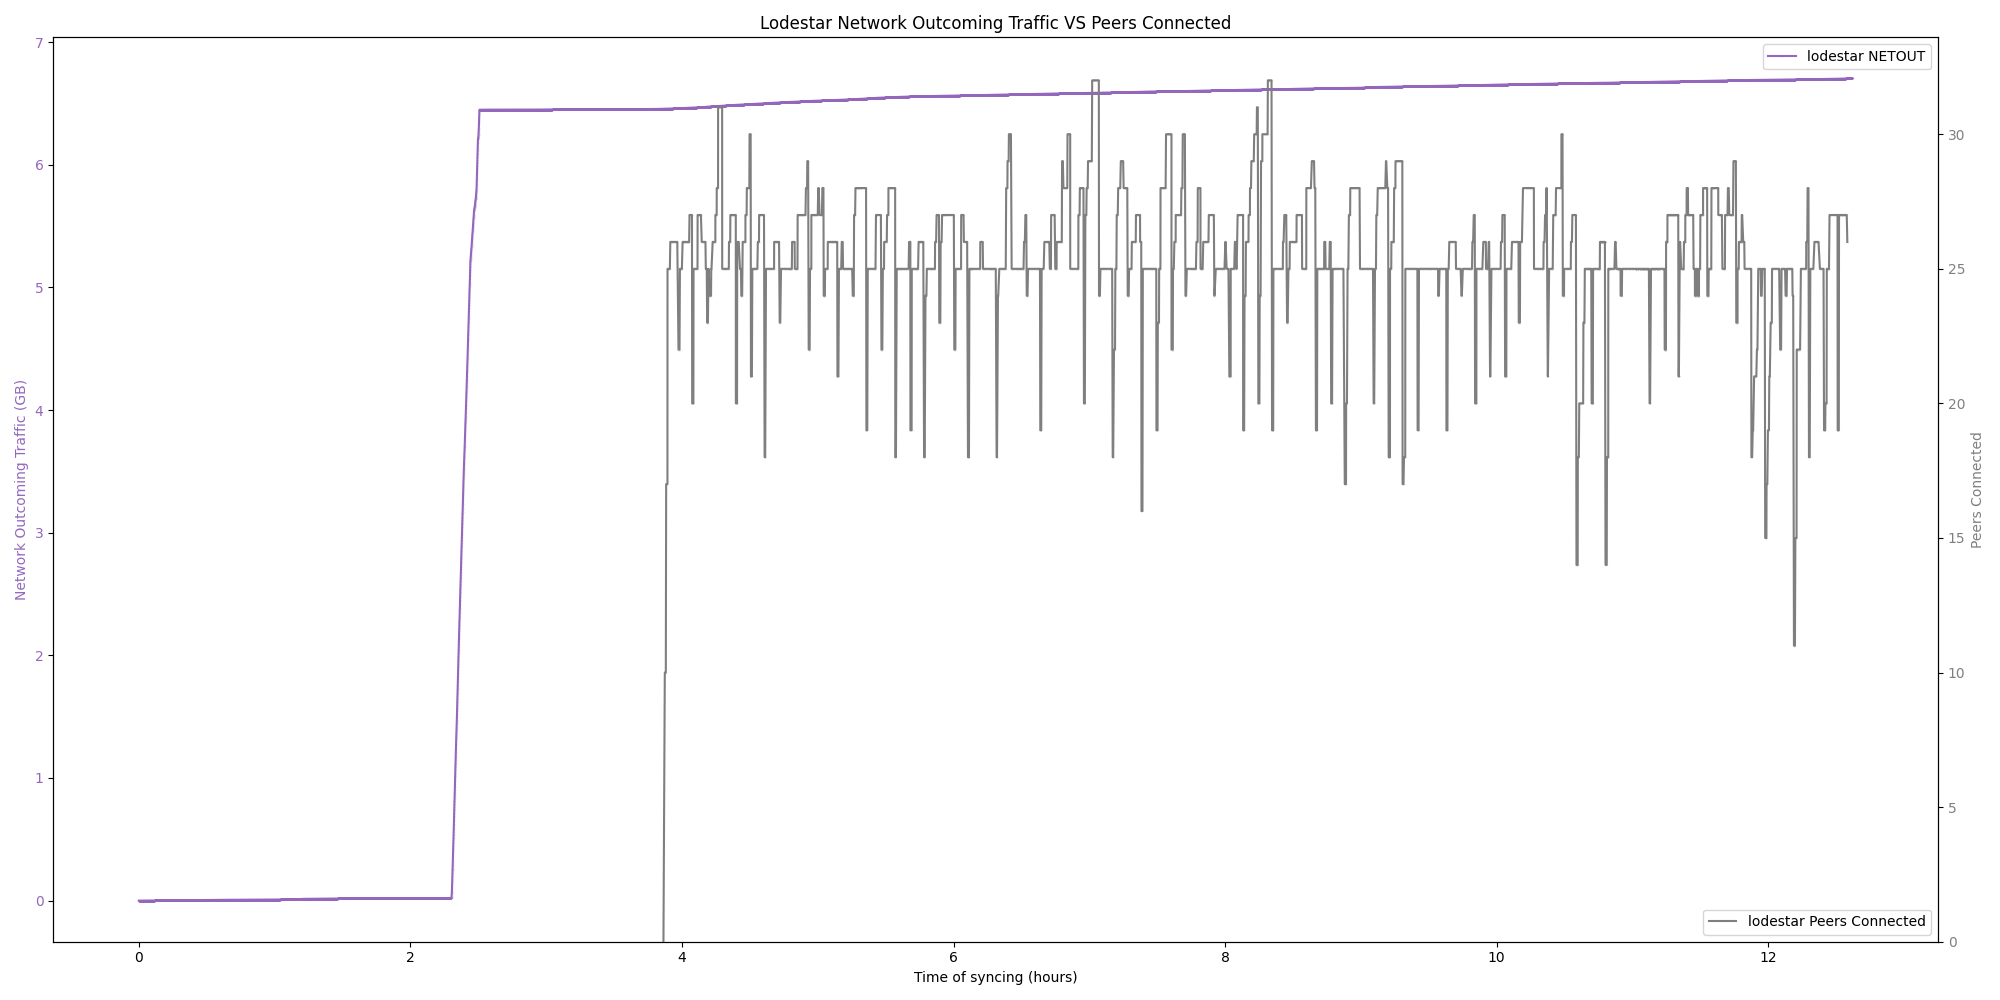 Lodestar Network Outcoming Traffic VS Peers Connected
lodestar NETOUT
7
6
5
4
3
2
1
0
Network Outcoming Traffic (GB)
30
25
20
15
10
5
0
Peers Connected
lodestar Peers Connected
0 2 4 6 8 10 12
Time of syncing (hours)